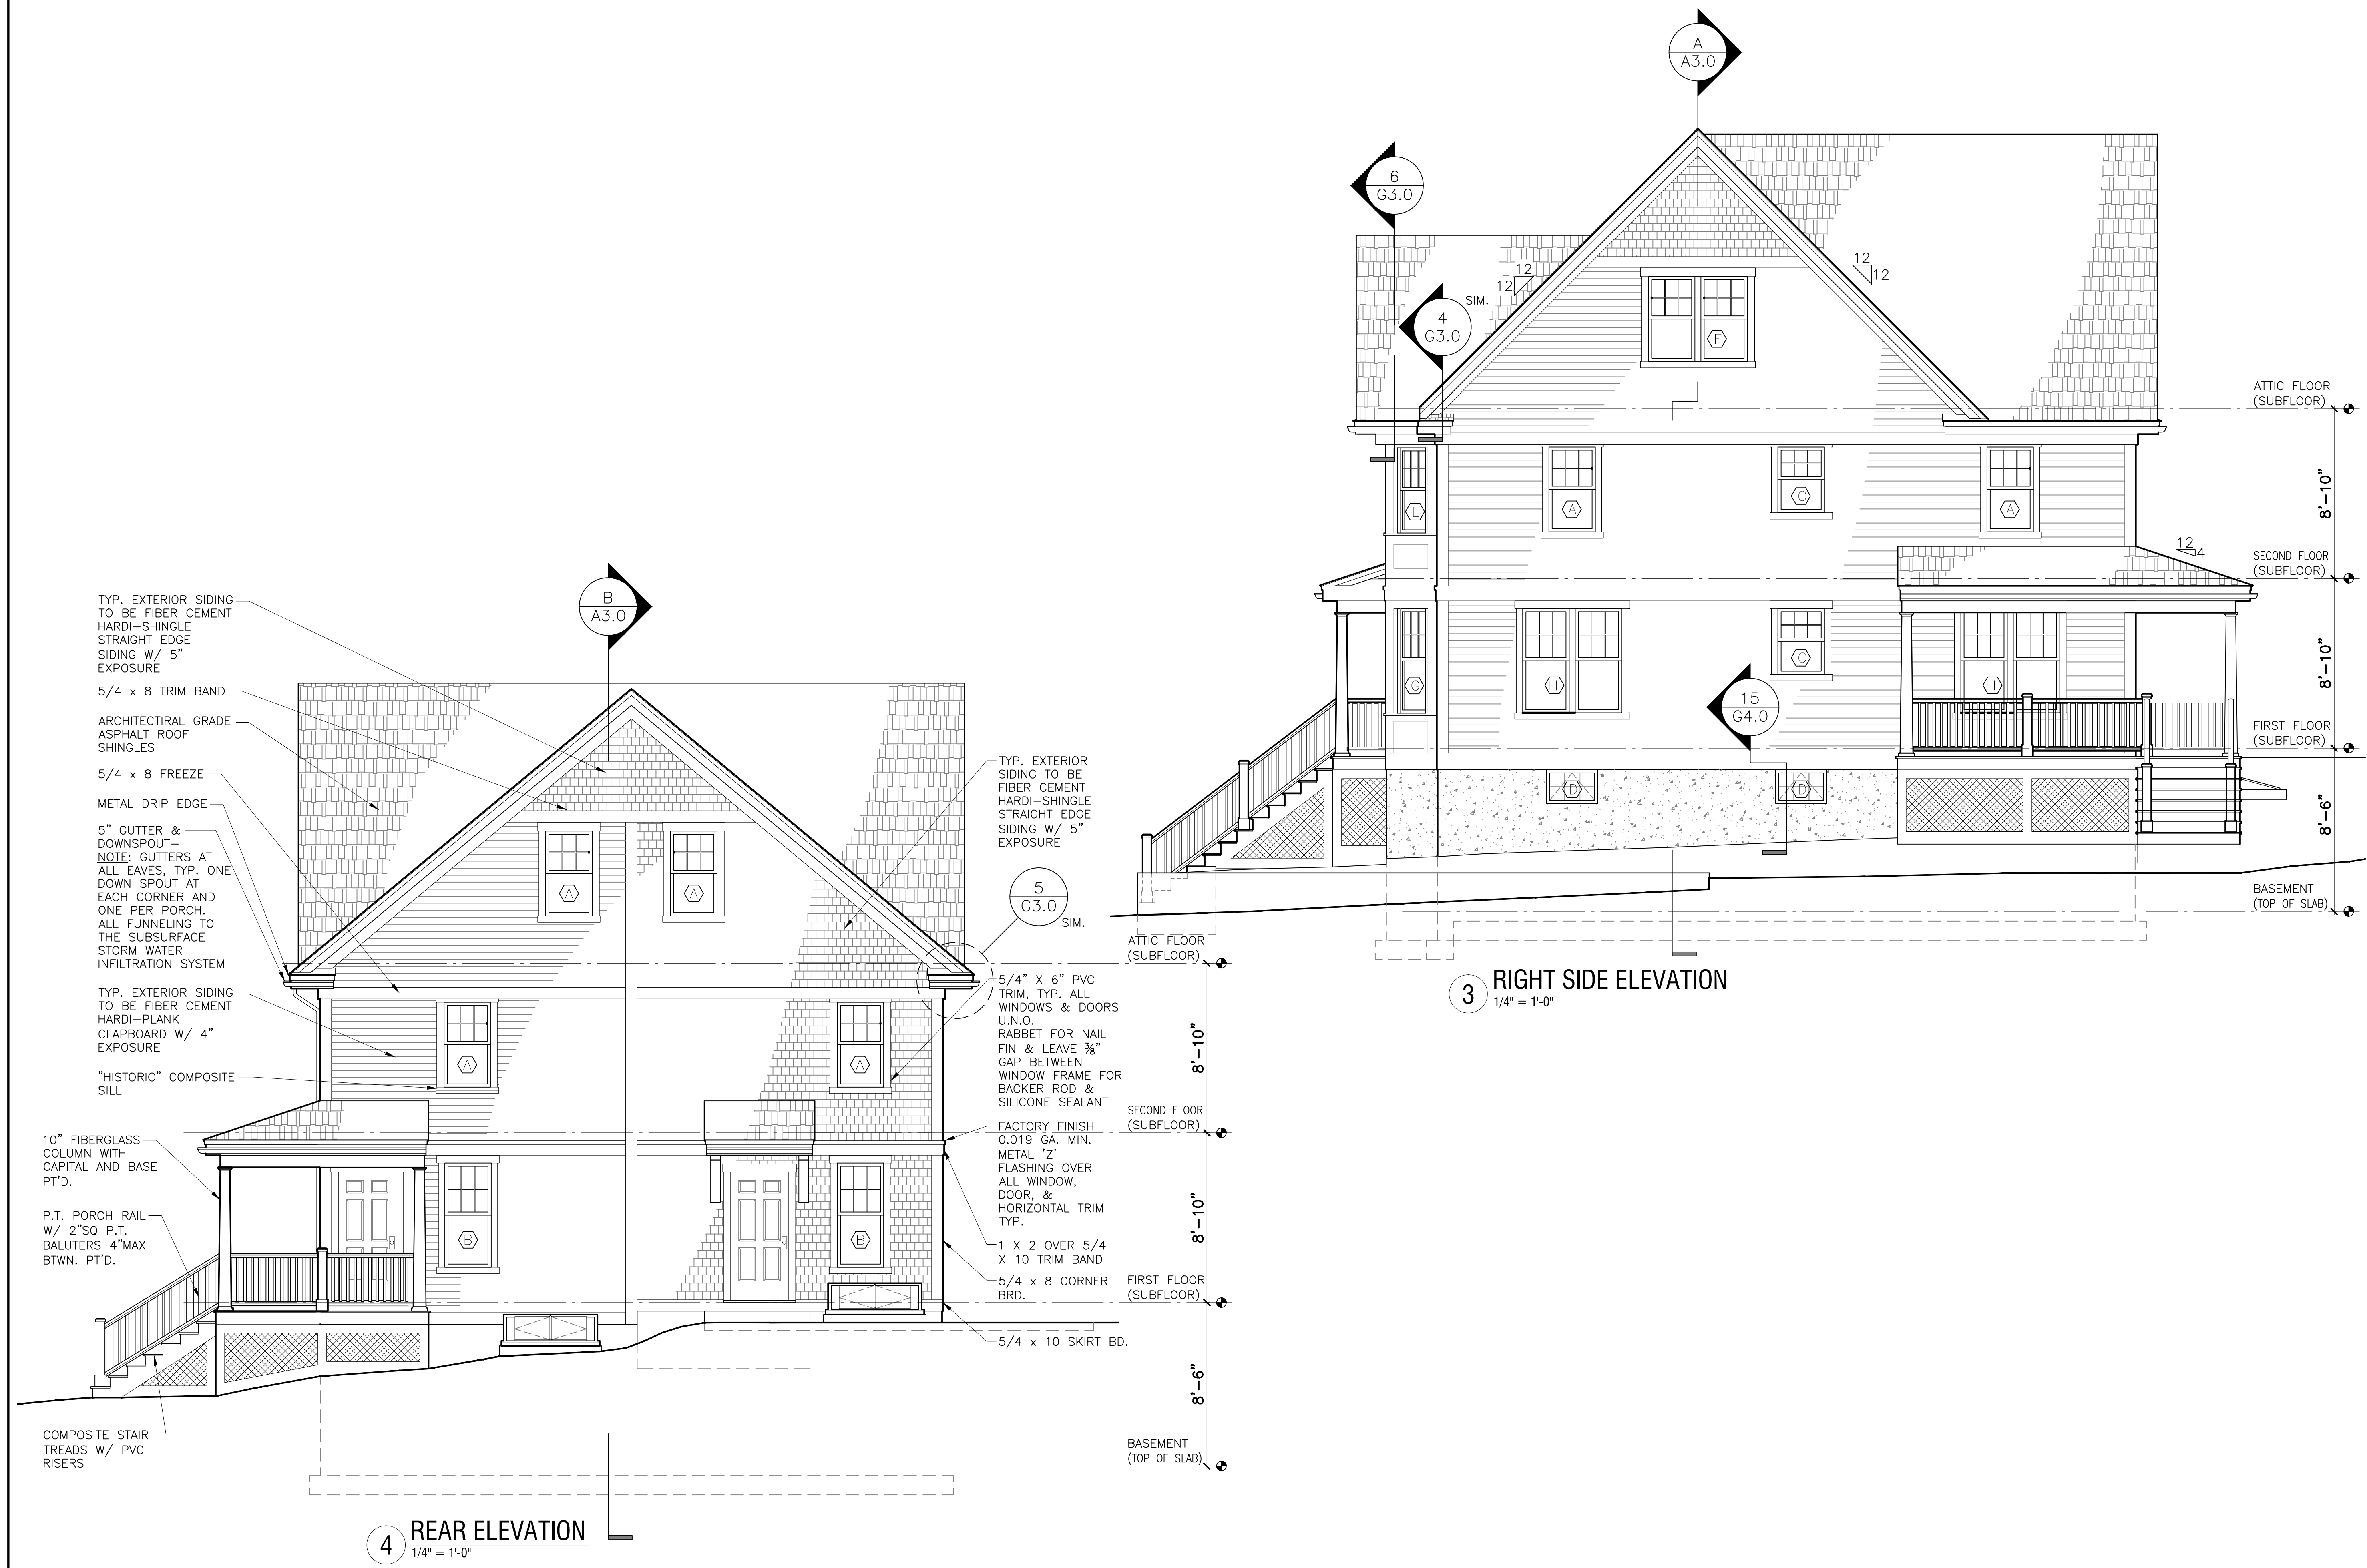 TYP. EXTERIOR SIDING
TO BE FIBER CEMENT
HARDI-SHINGLE
STRAIGHT EDGE
SIDING W/ 5"
EXPOSURE
5/4 x 8 TRIM BAND
ARCHITECTIRAL GRADE
ASPHALT ROOF
SHINGLES
5/4 x 8 FREEZE
METAL DRIP EDGE
5" GUTTER &
DOWNSPOUT-
NOTE: GUTTERS AT
ALL EAVES, TYP. ONE
DOWN SPOUT AT
EACH CORNER AND
ONE PER PORCH.
ALL FUNNELING TO
THE SUBSURFACE
STORM WATER
INFILTRATION SYSTEM
TYP. EXTERIOR SIDING
TO BE FIBER CEMENT
HARDI-PLANK
CLAPBOARD W/ 4"
EXPOSURE
"HISTORIC" COMPOSITE
SILL
10" FIBERGLASS
COLUMN WITH
CAPITAL AND BASE
PT'D.
P.T. PORCH RAIL
W/ 2"SQ P.T.
BALUTERS 4"MAX
BTWN. PT'D.
COMPOSITE STAIR
TREADS W/ PVC
RISERS
B
A3.0
A
A
A
A
B
B
TYP. EXTERIOR
SIDING TO BE
FIBER CEMENT
HARDI-SHINGLE
STRAIGHT EDGE
SIDING W/ 5"
EXPOSURE
5
G3.0
SIM.
5/4" X 6" PVC
TRIM, TYP. ALL
WINDOWS & DOORS
U.N.O.
RABBET FOR NAIL
FIN & LEAVE ⅜"
GAP BETWEEN
WINDOW FRAME FOR
BACKER ROD &
SILICONE SEALANT
FACTORY FINISH
0.019 GA. MIN.
METAL 'Z'
FLASHING OVER
ALL WINDOW,
DOOR, &
HORIZONTAL TRIM
TYP.
1 X 2 OVER 5/4
X 10 TRIM BAND
5/4 x 8 CORNER
BRD.
5/4 x 10 SKIRT BD.
ATTIC FLOOR
(SUBFLOOR)
8'-10"
SECOND FLOOR
(SUBFLOOR)
8'-10"
FIRST FLOOR
(SUBFLOOR)
8'-6"
BASEMENT
(TOP OF SLAB)
4
REAR ELEVATION
1/4" = 1'-0"
A
A3.0
6
G3.0
4
G3.0
SIM.
12
12
12
12
F
L
A
C
A
12
4
G
H
C
H
15
G4.0
D
D
ATTIC FLOOR
(SUBFLOOR)
8'-10"
SECOND FLOOR
(SUBFLOOR)
8'-10"
FIRST FLOOR
(SUBFLOOR)
8'-6"
BASEMENT
(TOP OF SLAB)
3
RIGHT SIDE ELEVATION
1/4" = 1'-0"